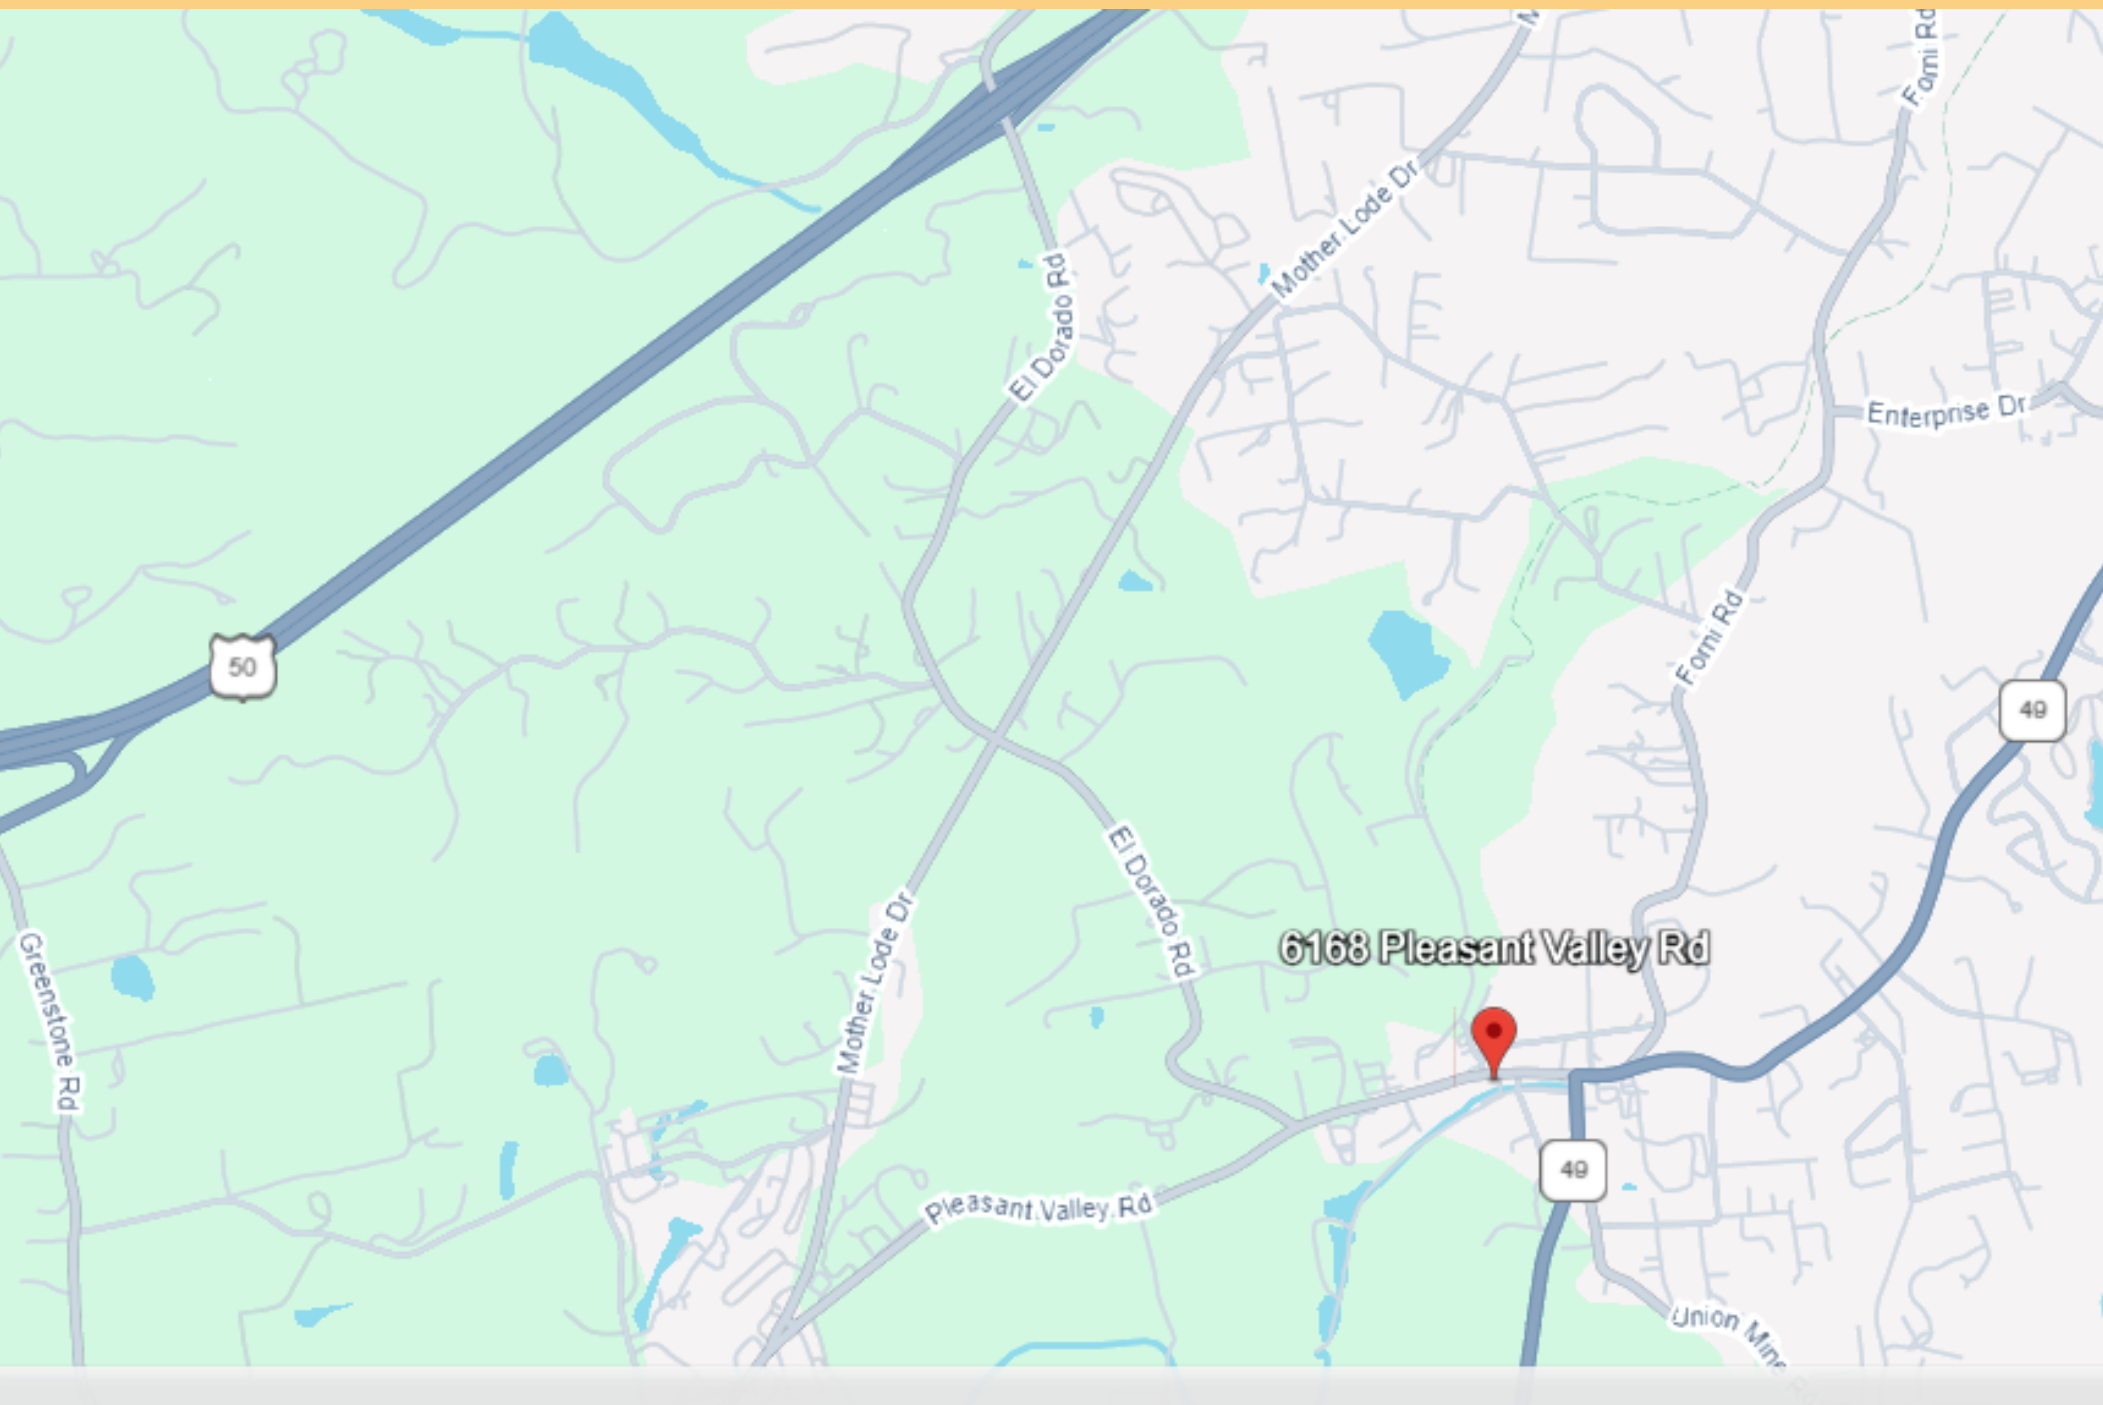 Forni Rd
Mother Lode Dr
El Dorado Rd
Enterprise Dr
Forni Rd
50
49
El Dorado Rd
Mother Lode Dr
Greenstone Rd
6168 Pleasant Valley Rd
49
Pleasant Valley Rd
Union Mine Rd